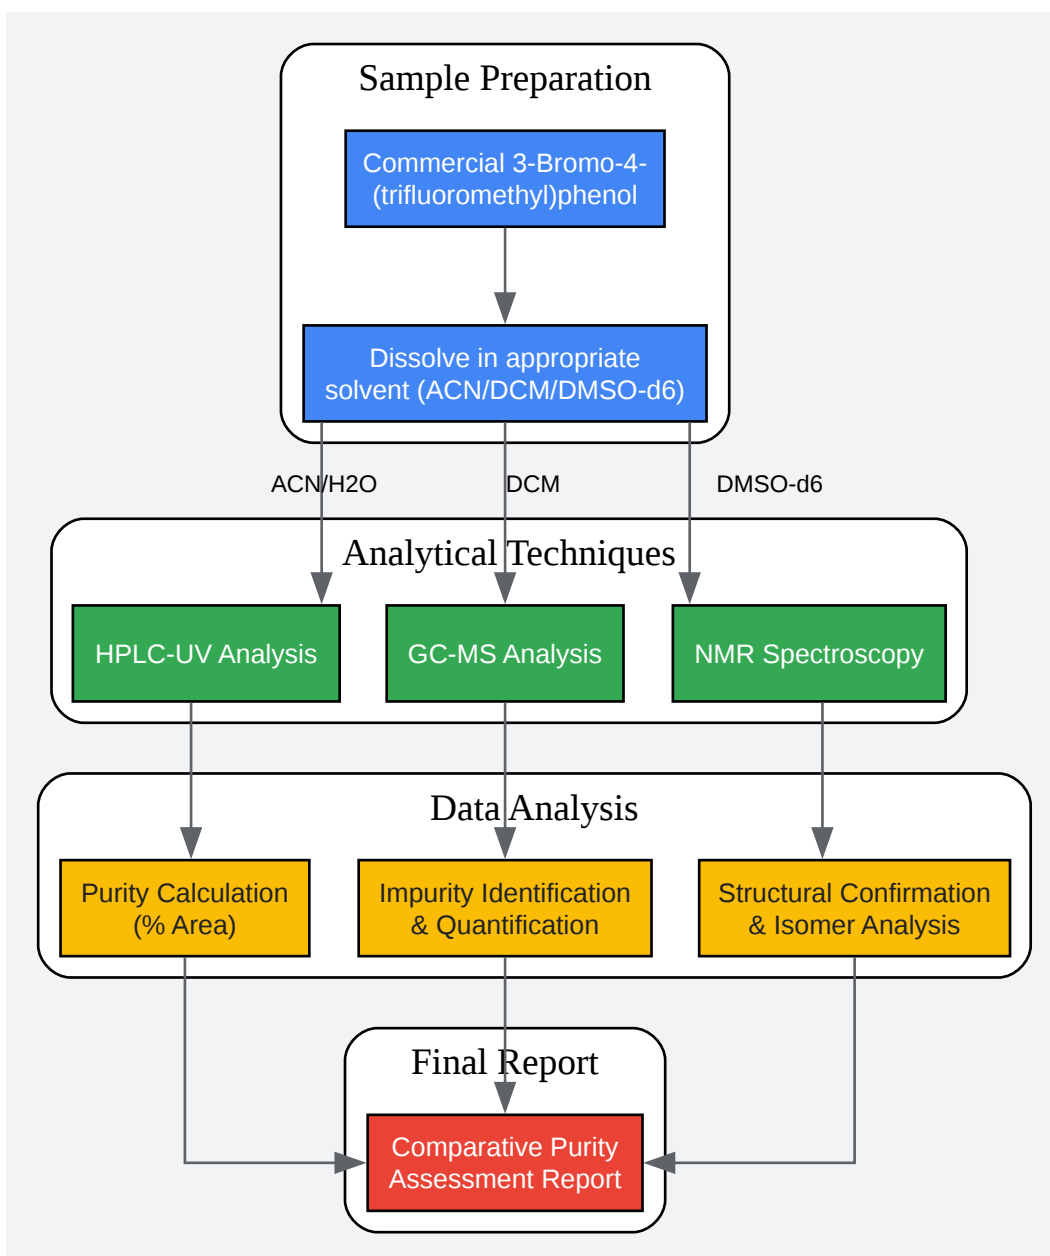 Sample Preparation
Commercial 3-Bromo-4-
(trifluoromethyl)phenol
Dissolve in appropriate
solvent (ACN/DCM/DMSO-d6)
ACN/H2O
DCM
DMSO-d6
Analytical Techniques
HPLC-UV Analysis
GC-MS Analysis
NMR Spectroscopy
Data Analysis
Purity Calculation
(% Area)
Impurity Identification
& Quantification
Structural Confirmation
& Isomer Analysis
Final Report
Comparative Purity
Assessment Report